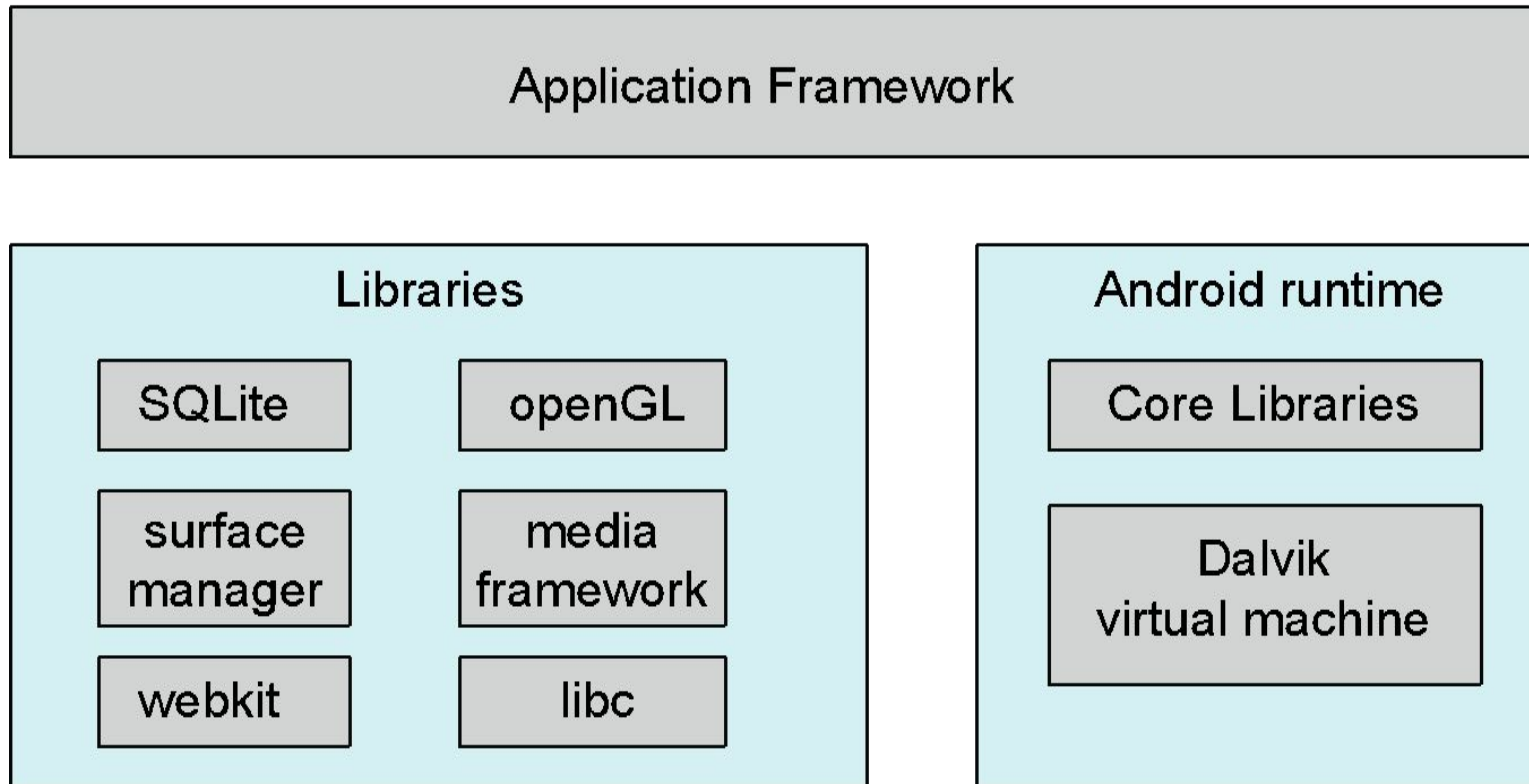 Application Framework
Libraries
SQLite
openGL
surface
manager
media
framework
webkit
libc
Android runtime
Core Libraries
Dalvik
virtual machine